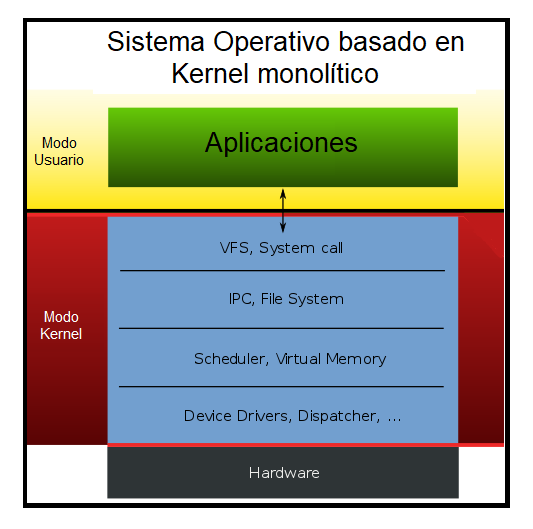 Sistema Operativo basado en
Kernel monolítico
Modo
Usuario
Aplicaciones
VFS, System call
IPC, File System
Modo
Kernel
Scheduler, Virtual Memory
Device Drivers, Dispatcher, ...
Hardware